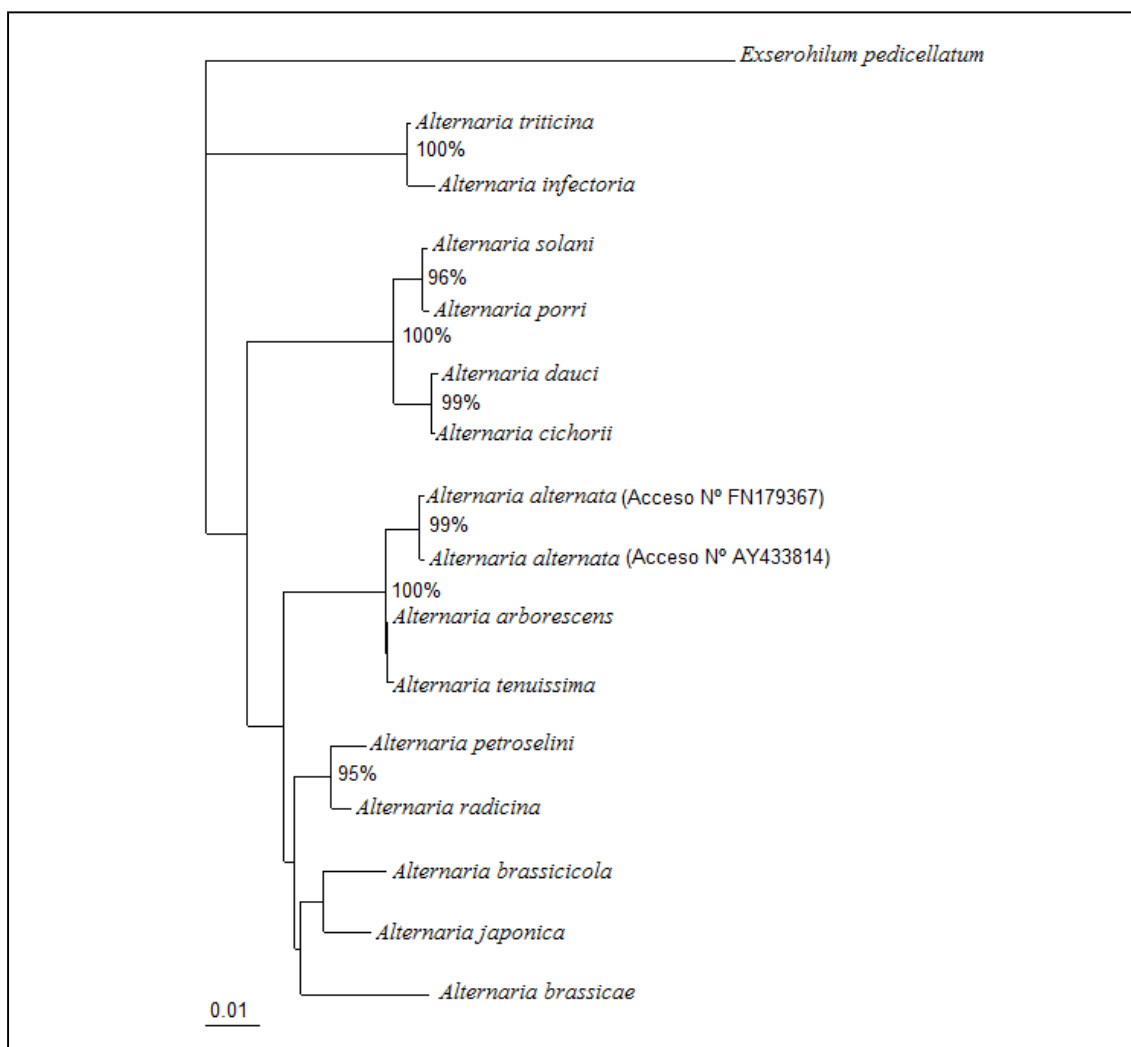 Exserohilum pedicellatum
Alternaria triticina
100%
Alternaria infectoria
Alternaria solani
96%
Alternaria porri
100%
Alternaria dauci
99%
Alternaria cichorii
Alternaria alternata (Acceso Nº FN179367)
99%
Alternaria alternata (Acceso Nº AY433814)
100%
Alternaria arborescens
Alternaria tenuissima
Alternaria petroselini
95%
Alternaria radicina
Alternaria brassicicola
Alternaria japonica
Alternaria brassicae
0.01